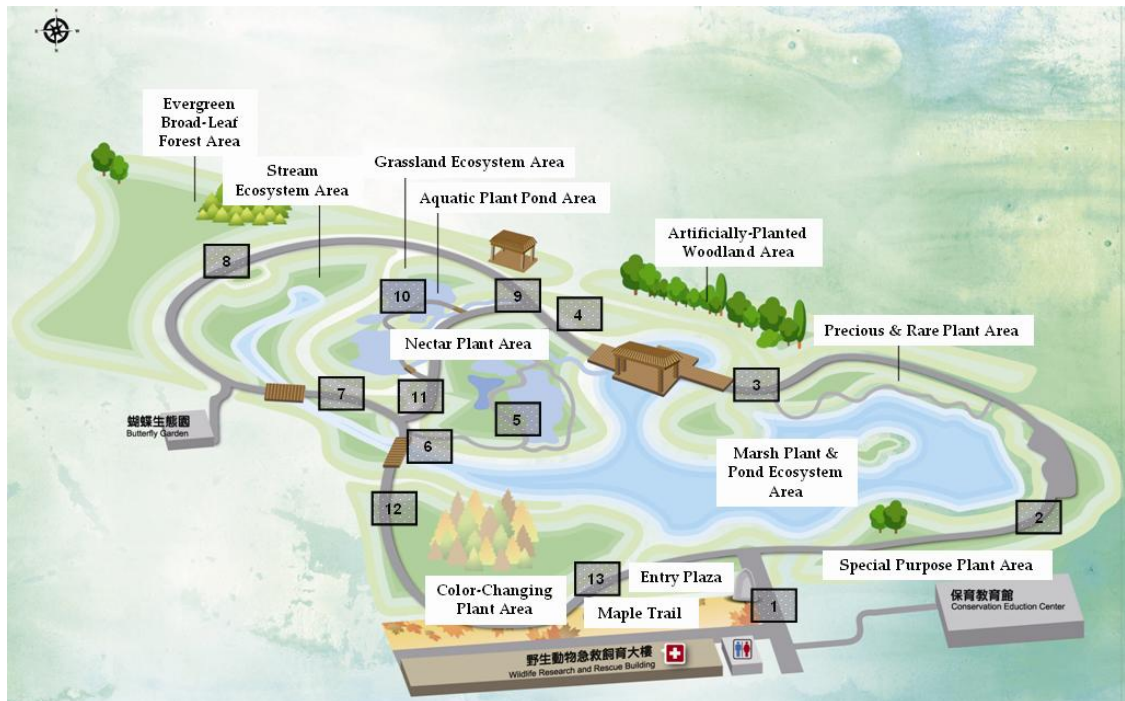 Evergreen
Broad-Leaf
Forest Area
Stream
Ecosystem Area
Grassland Ecosystem Area
Aquatic Plant Pond Area
Artificially-Planted
Woodland Area
8
10
9
4
Precious & Rare Plant Area
Nectar Plant Area
3
7
11
5
蝴蝶生態園
Butterfly Garden
6
Marsh Plant &
Pond Ecosystem
Area
12
2
Special Purpose Plant Area
13
Entry Plaza
Color-Changing
Plant Area
Maple Trail
1
保育教育館
Conservation Eduction Center
野生動物急救飼育大樓
Wildlife Research and Rescue Building